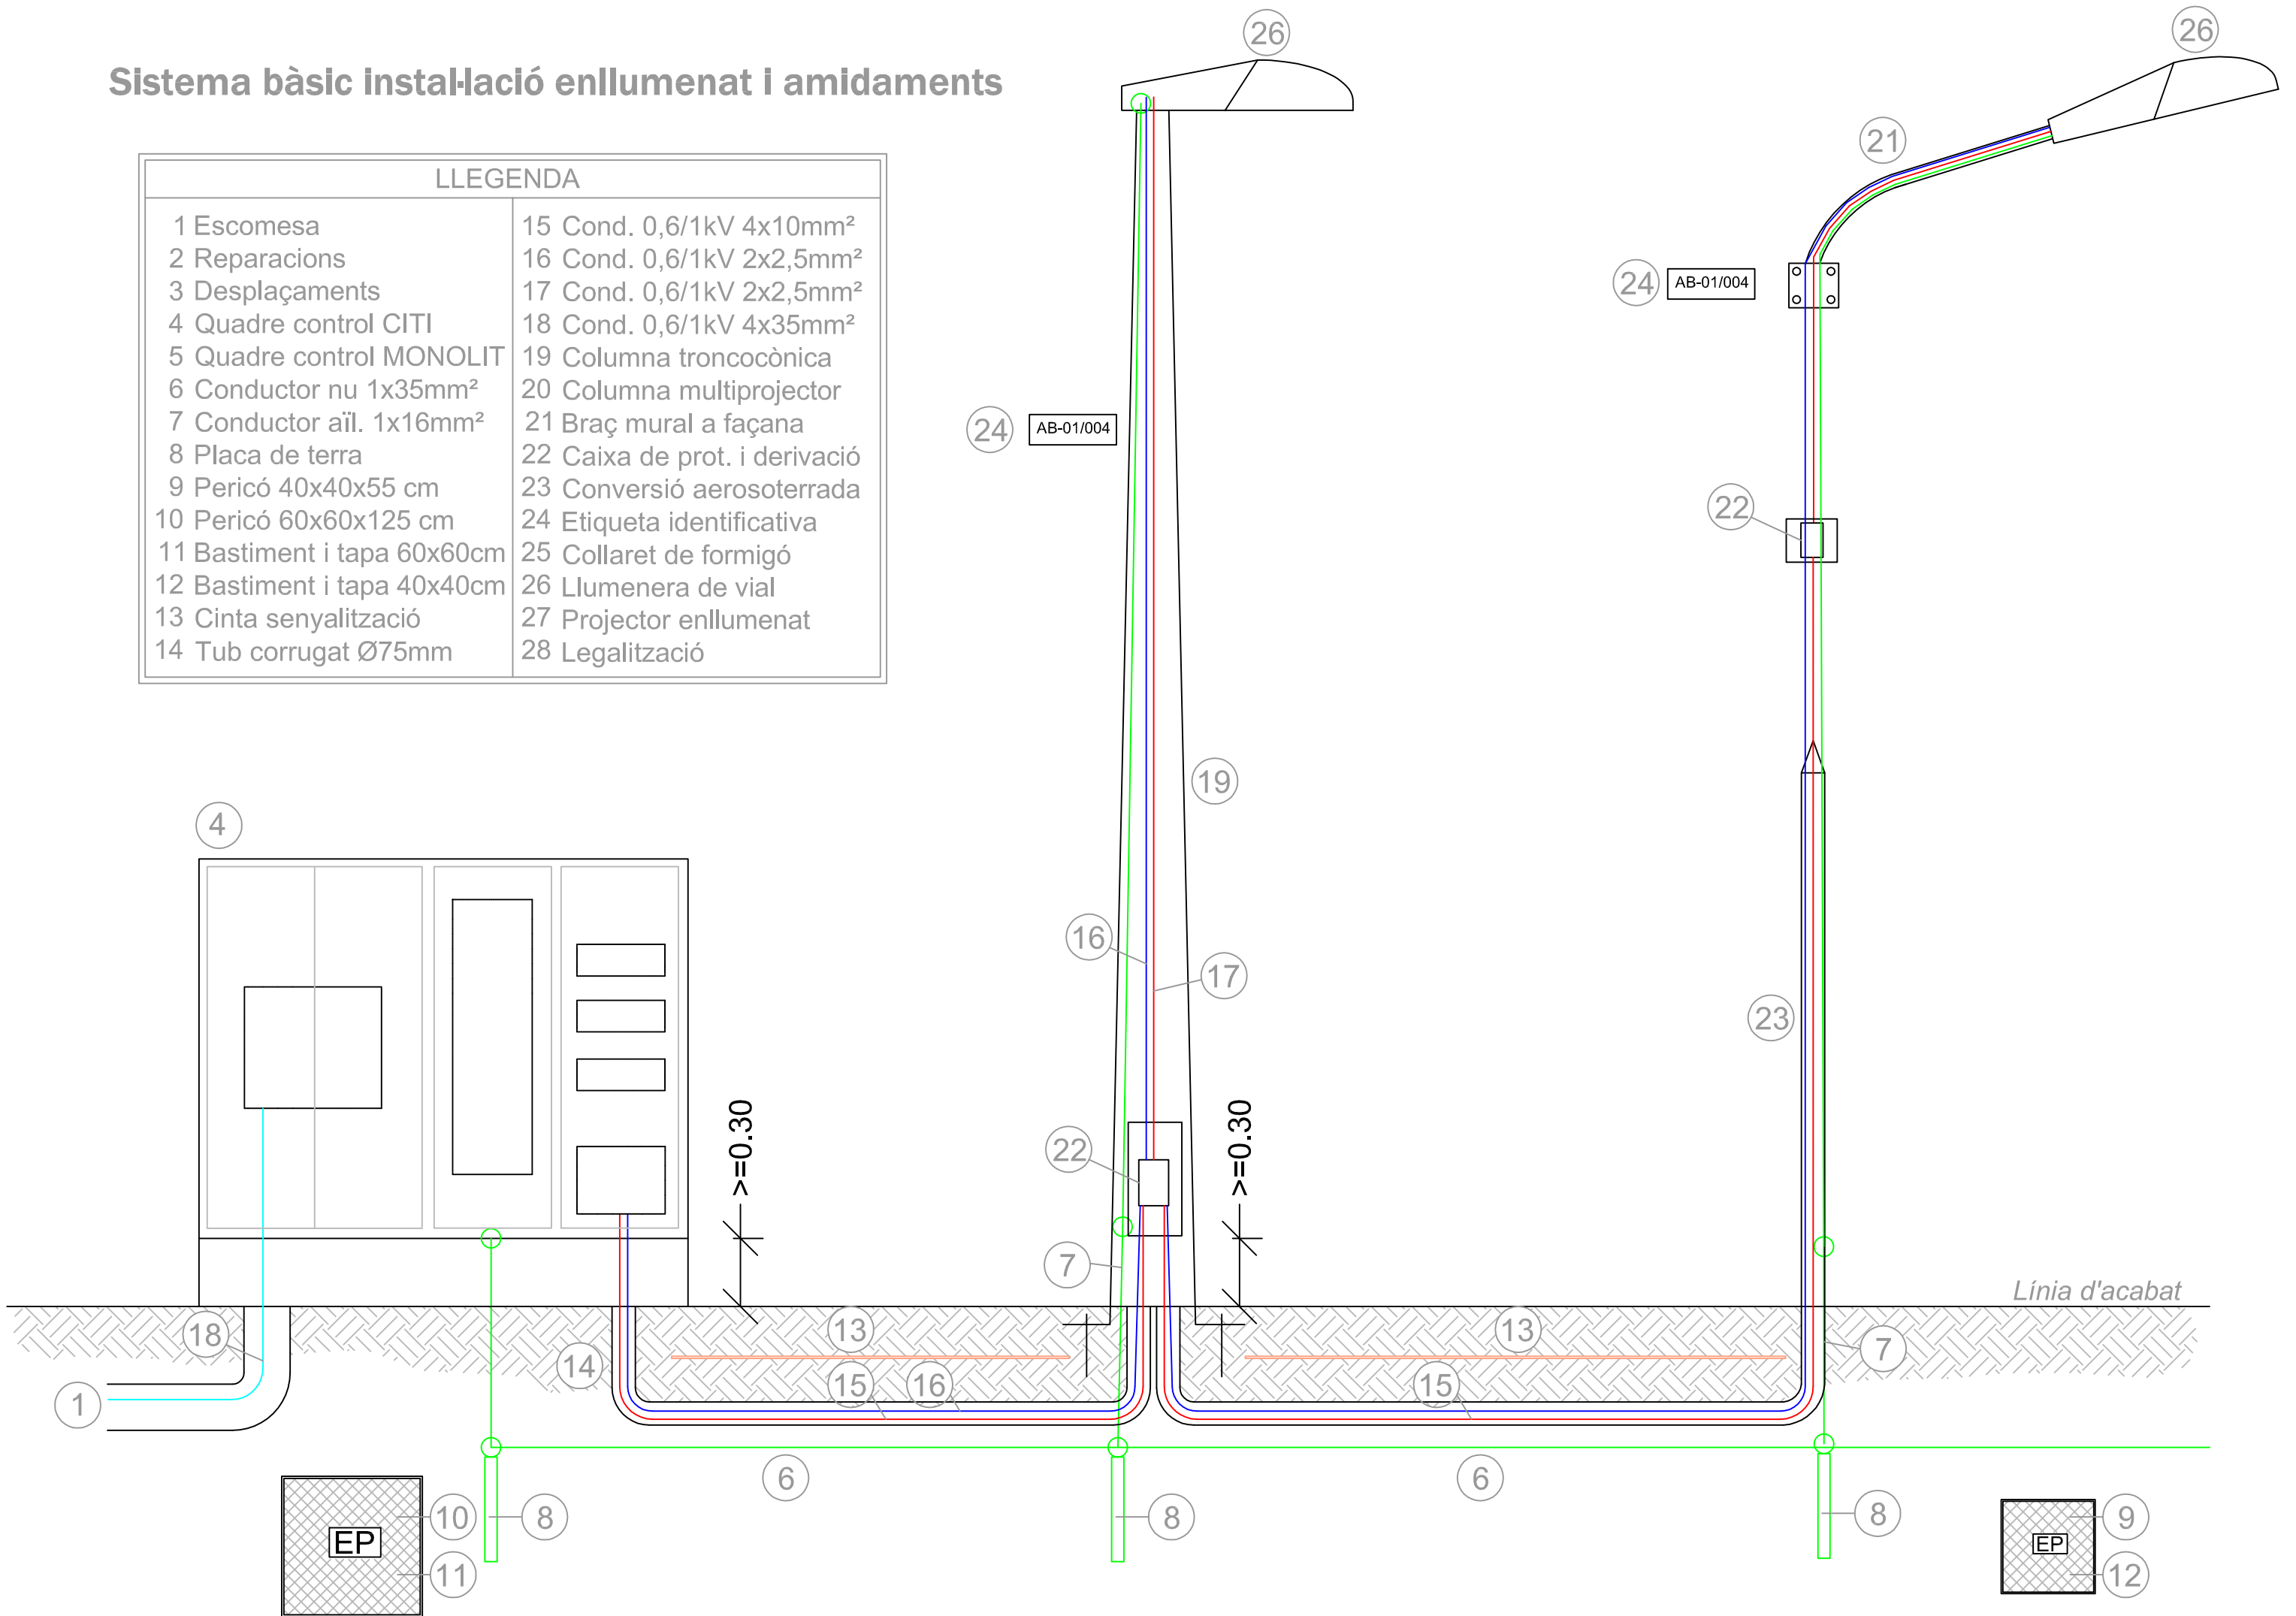 Sistema bàsic instal·lació enllumenat i amidaments
LLEGENDA
1 Escomesa
2 Reparacions
3 Desplaçaments
4 Quadre control CITI
5 Quadre control MONOLIT
6 Conductor nu 1x35mm²
7 Conductor aïl. 1x16mm²
8 Placa de terra
9 Pericó 40x40x55 cm
10 Pericó 60x60x125 cm
11 Bastiment i tapa 60x60cm
12 Bastiment i tapa 40x40cm
13 Cinta senyalització
14 Tub corrugat Ø75mm
15 Cond. 0,6/1kV 4x10mm²
16 Cond. 0,6/1kV 2x2,5mm²
17 Cond. 0,6/1kV 2x2,5mm²
18 Cond. 0,6/1kV 4x35mm²
19 Columna troncocònica
20 Columna multiprojector
21 Braç mural a façana
22 Caixa de prot. i derivació
23 Conversió aerosoterrada
24 Etiqueta identificativa
25 Collaret de formigó
26 Llumenera de vial
27 Projector enllumenat
28 Legalització
26
26
21
24 AB-01/004
24 AB-01/004
22
19
4
16
17
23
>=0.30
>=0.30
22
7
Línia d'acabat
18
13
13
7
14
15
16
15
1
6
6
10
8
8
8
9
EP
EP
11
12